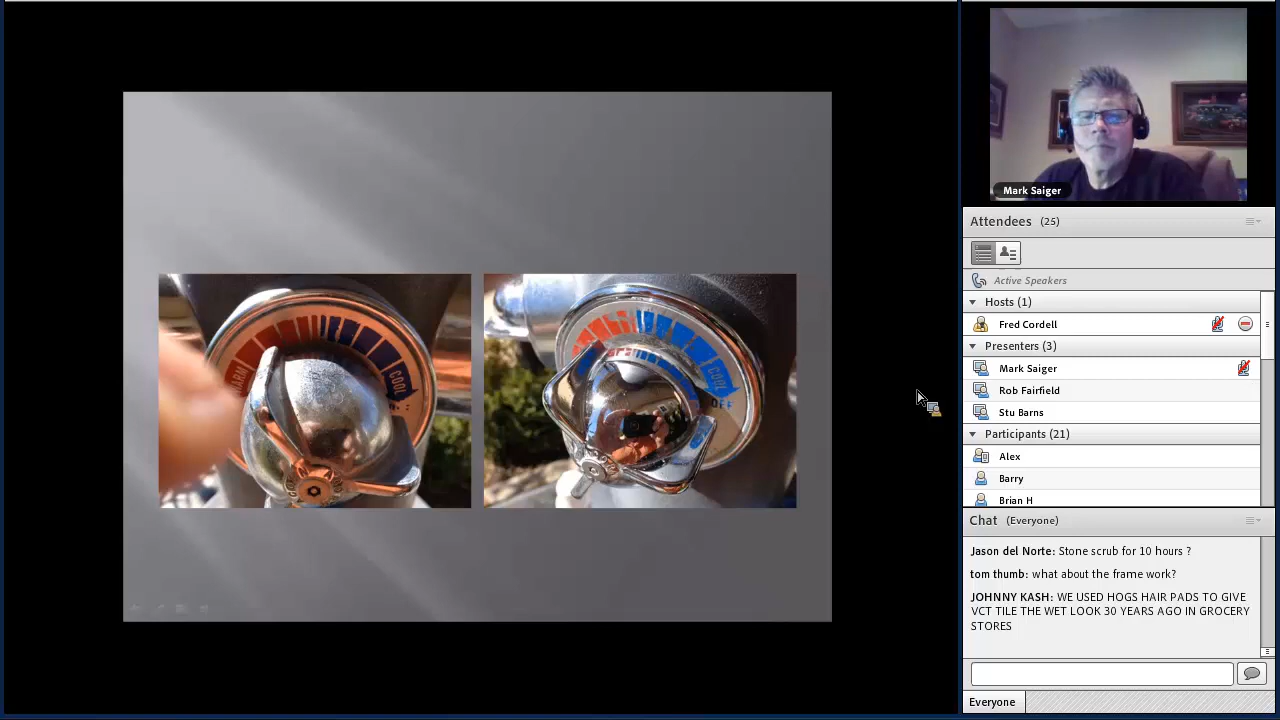 WARM
COOL
COOL
OFF
Mark Saiger
Attendees (25)
Active Speakers
Hosts (1)
Fred Cordell
Presenters (3)
Mark Saiger
Rob Fairfield
Stu Barns
Participants (21)
Alex
Barry
Brian H
Chat (Everyone)
Jason del Norte: Stone scrub for 10 hours ?
tom thumb: what about the frame work?
JOHNNY KASH: WE USED HOGS HAIR PADS TO GIVE
VCT TILE THE WET LOOK 30 YEARS AGO IN GROCERY
STORES
Everyone